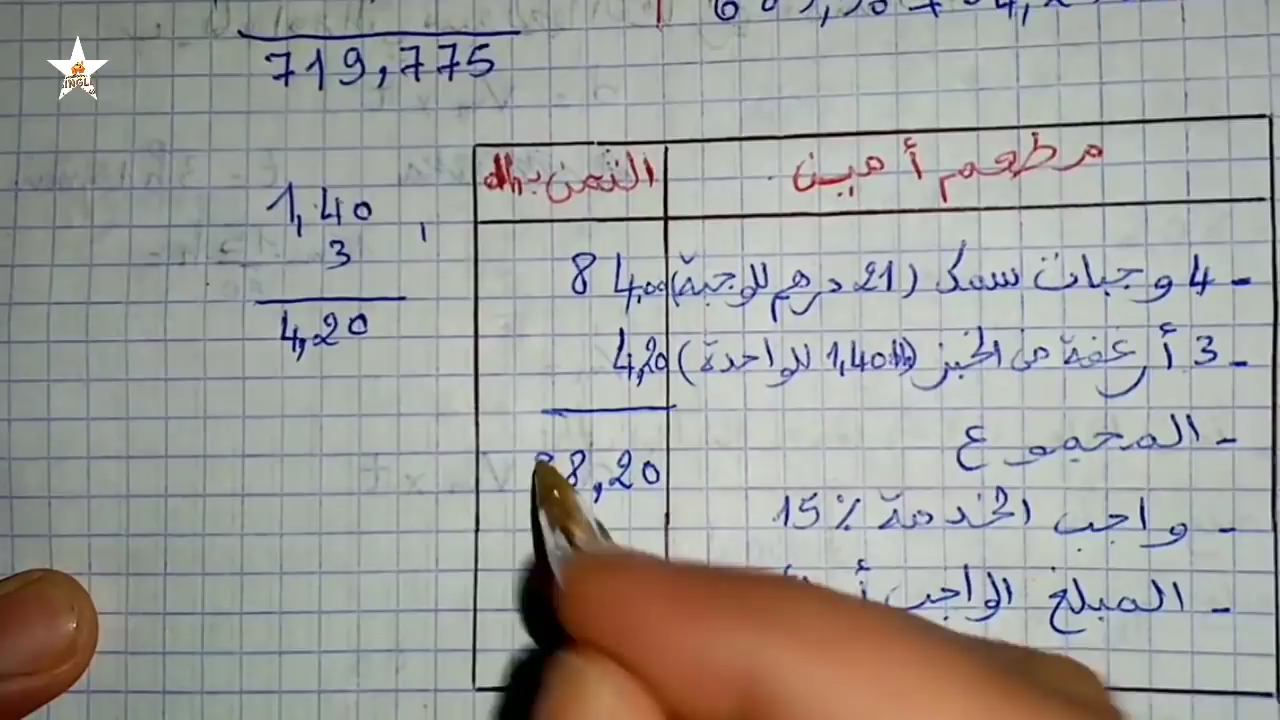 719,775
مطعم أمين
الثمن بـ dh
- 4 وجبات سمك (21 درهم للوجبة) 84,00
- 3 أرغفة من الخبز (1,40dh للواحدة) 4,20
- المجموع 88,20
- واجب الخدمة 15%
- المبلغ الواجب
1,40
3
4,20